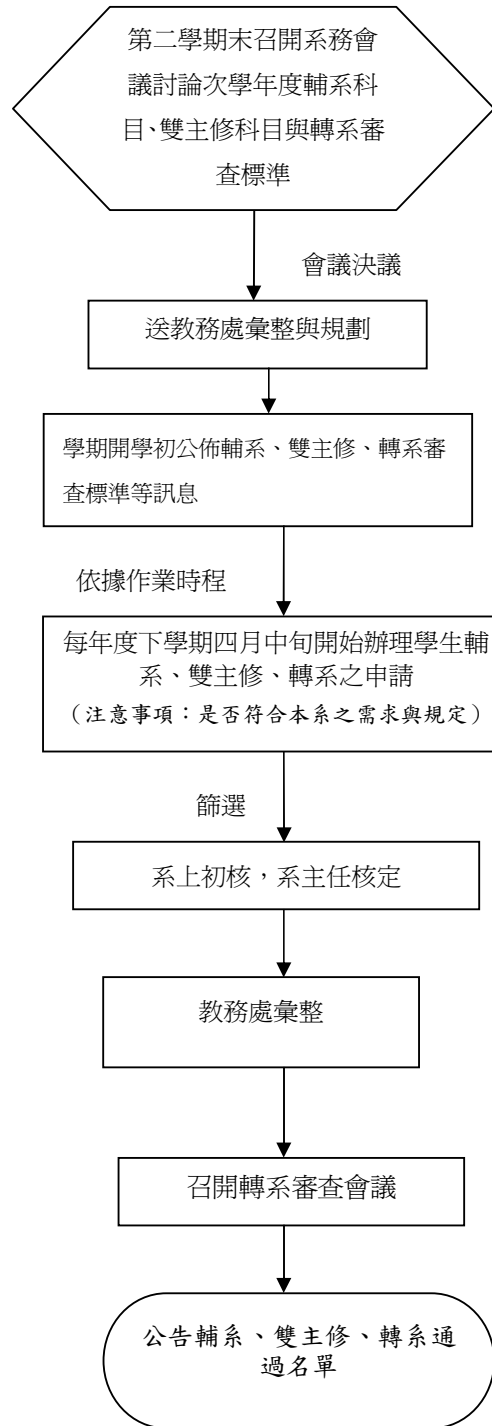 第二學期末召開系務會
議討論次學年度輔系科
目、雙主修科目與轉系審
查標準
會議決議
送教務處彙整與規劃
學期開學初公佈輔系、雙主修、轉系審
查標準等訊息
依據作業時程
每年度下學期四月中旬開始辦理學生輔
系、雙主修、轉系之申請
（注意事項：是否符合本系之需求與規定）
篩選
系上初核，系主任核定
教務處彙整
召開轉系審查會議
公告輔系、雙主修、轉系通
過名單